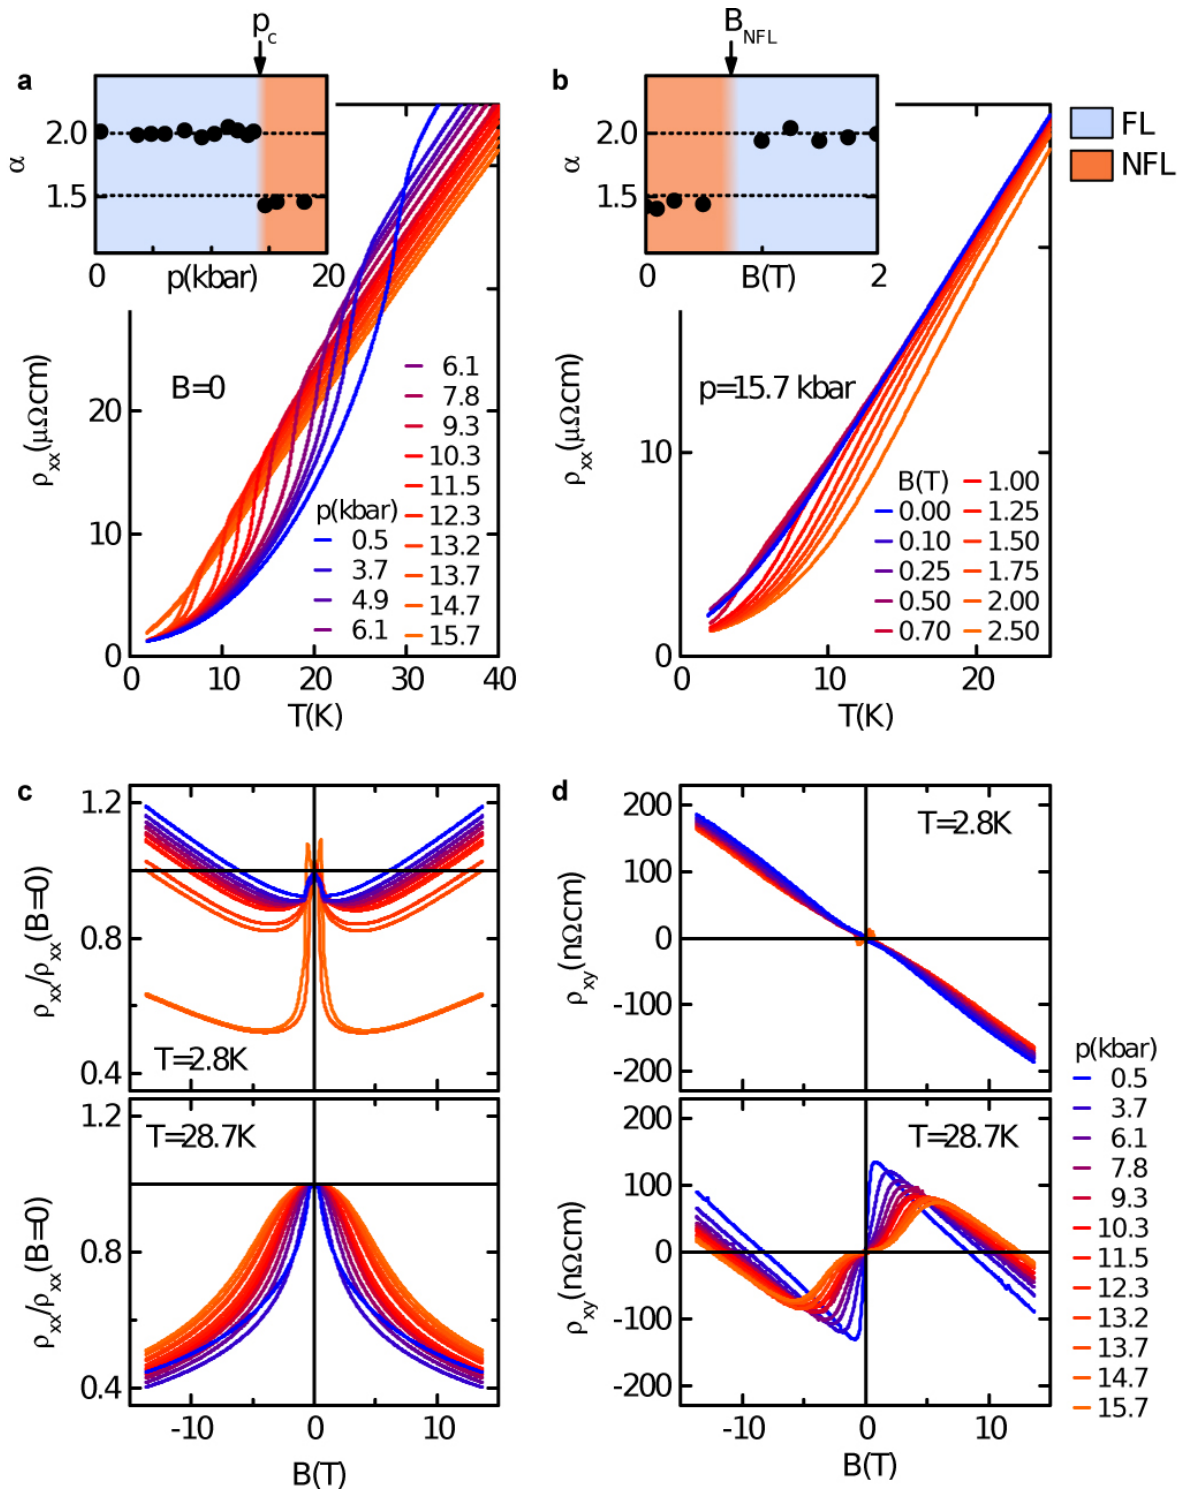 p_c
B_NFL
a
b
α
2.0
1.5
0
p(kbar)
20
α
2.0
1.5
0
B(T)
2
FL
NFL
ρ_xx(μΩcm)
20
10
0
B=0
p(kbar)
0.5
3.7
4.9
6.1
6.1
7.8
9.3
10.3
11.5
12.3
13.2
13.7
14.7
15.7
0
10
20
30
40
T(K)
ρ_xx(μΩcm)
10
0
p=15.7 kbar
B(T)
0.00
0.10
0.25
0.50
0.70
1.00
1.25
1.50
1.75
2.00
2.50
0
10
20
T(K)
c
ρ_xx/ρ_xx(B=0)
1.2
0.8
0.4
T=2.8K
ρ_xx/ρ_xx(B=0)
1.2
0.8
0.4
T=28.7K
-10
0
10
B(T)
d
ρ_xy(nΩcm)
200
100
0
-100
-200
T=2.8K
ρ_xy(nΩcm)
200
100
0
-100
-200
T=28.7K
-10
0
10
B(T)
p(kbar)
0.5
3.7
6.1
7.8
9.3
10.3
11.5
12.3
13.2
13.7
14.7
15.7